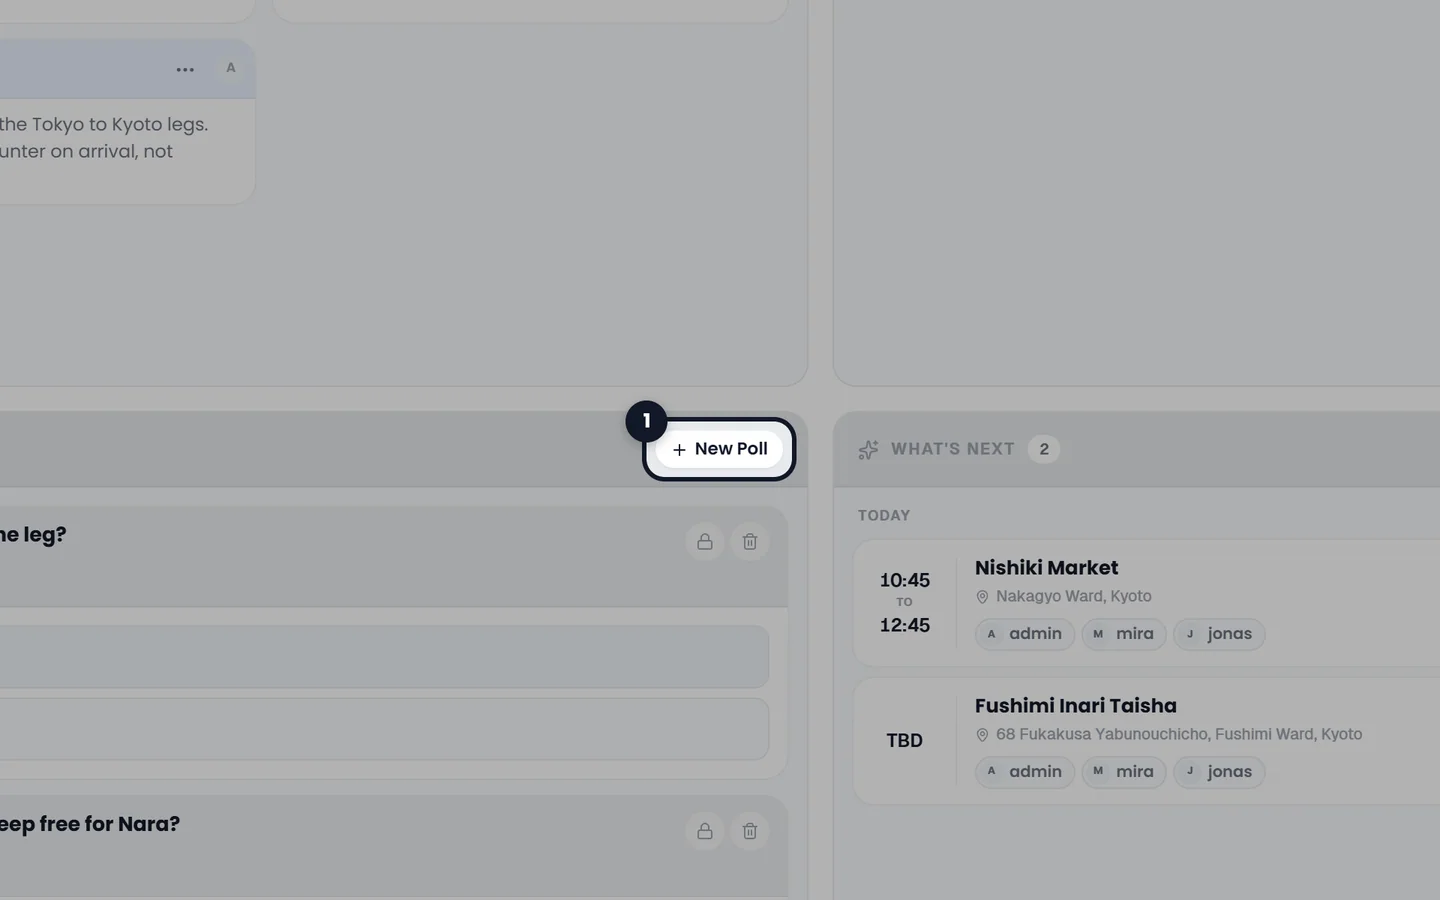 A
the Tokyo to Kyoto legs.
unter on arrival, not
1
+ New Poll
ne leg?
eep free for Nara?
WHAT'S NEXT 2
TODAY
10:45
TO
12:45
Nishiki Market
Nakagyo Ward, Kyoto
A admin M mira J jonas
TBD
Fushimi Inari Taisha
68 Fukakusa Yabunouchicho, Fushimi Ward, Kyoto
A admin M mira J jonas